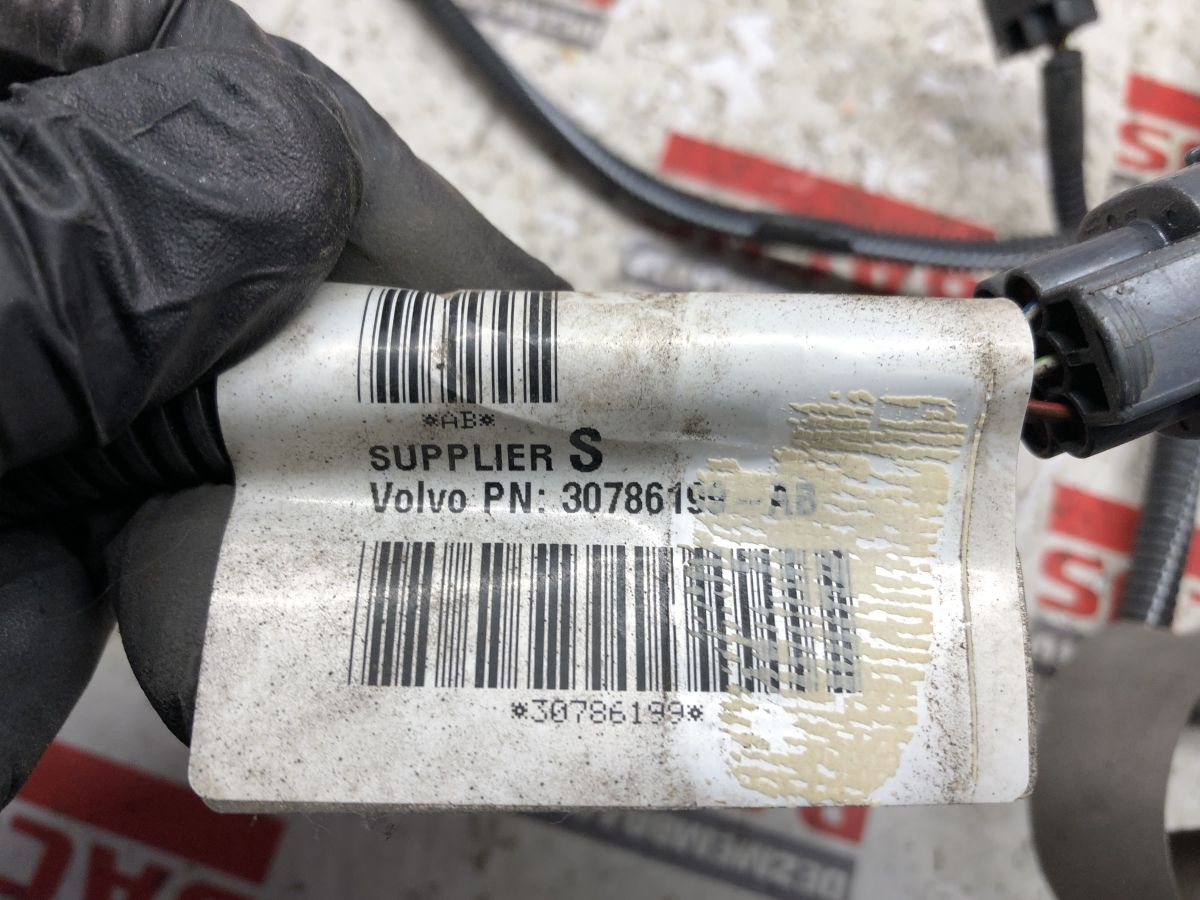 *AB*
SUPPLIER S
Volvo PN: 30786199-AB
*30786199*